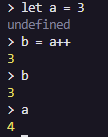 > let a = 3
undefined
> b = a++
3
> b
3
> a
4